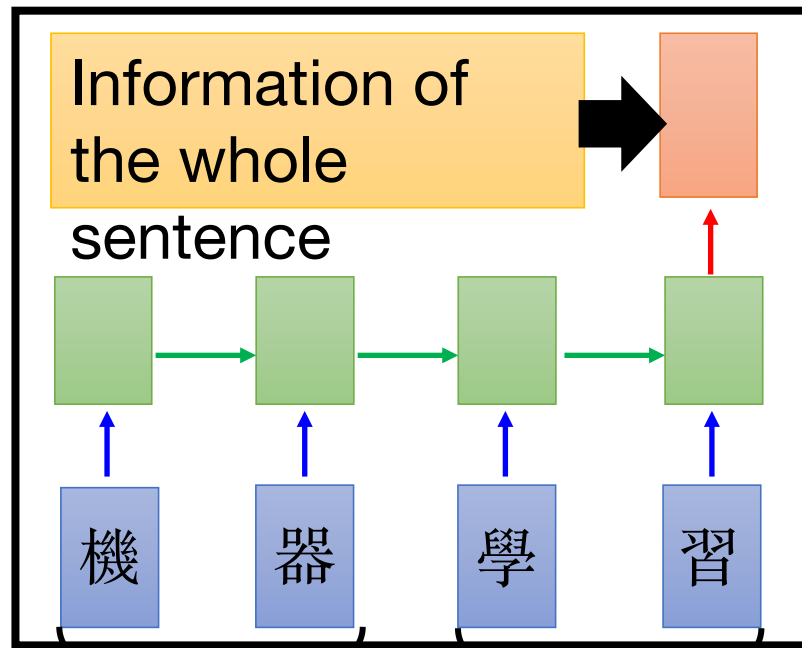 Information of
the whole
sentence
機 器 學 習